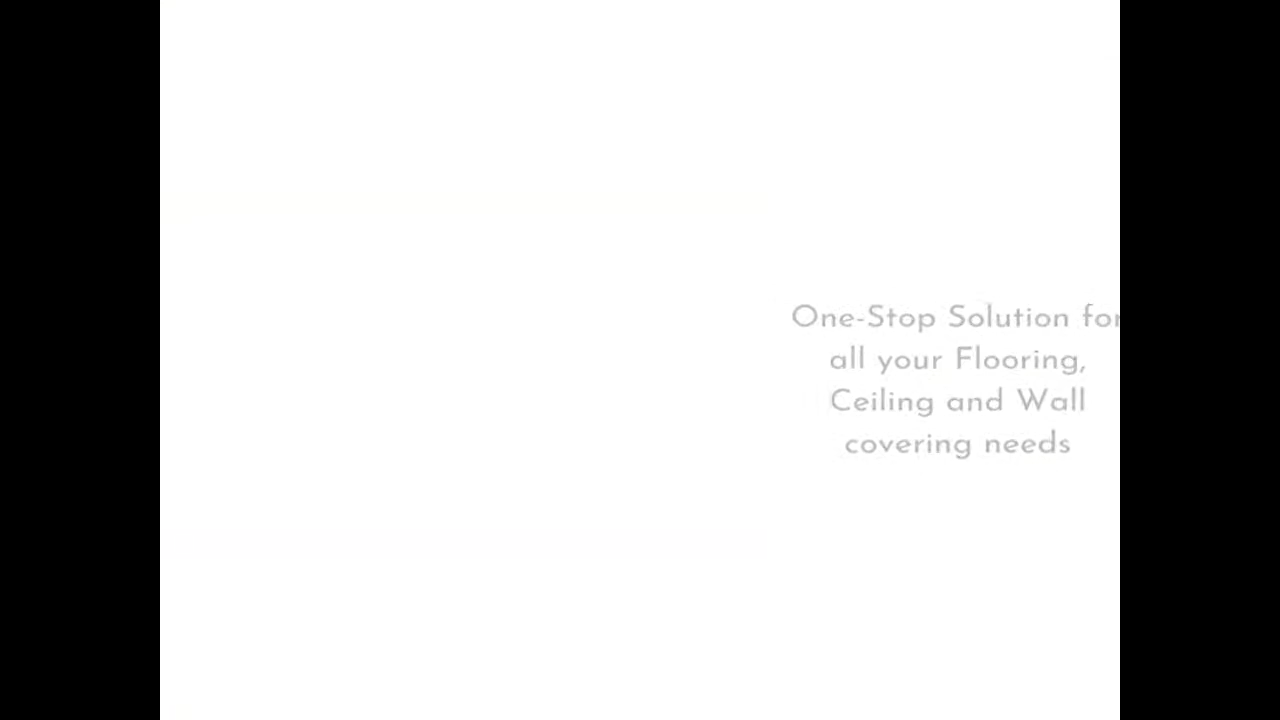 One-Stop Solution for
all your Flooring,
Ceiling and Wall
covering needs